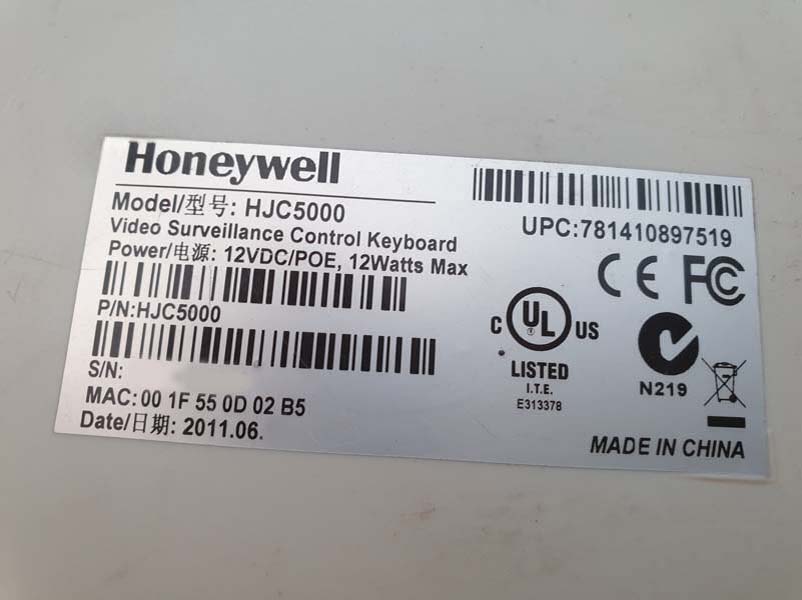 Honeywell
Model/型号: HJC5000
Video Surveillance Control Keyboard
Power/电源: 12VDC/POE, 12Watts Max
P/N:HJC5000
S/N:
MAC: 00 1F 55 0D 02 B5
Date/日期: 2011.06.
UPC:781410897519
CE FC
C UL US
LISTED
I.T.E.
E313378
N219
MADE IN CHINA